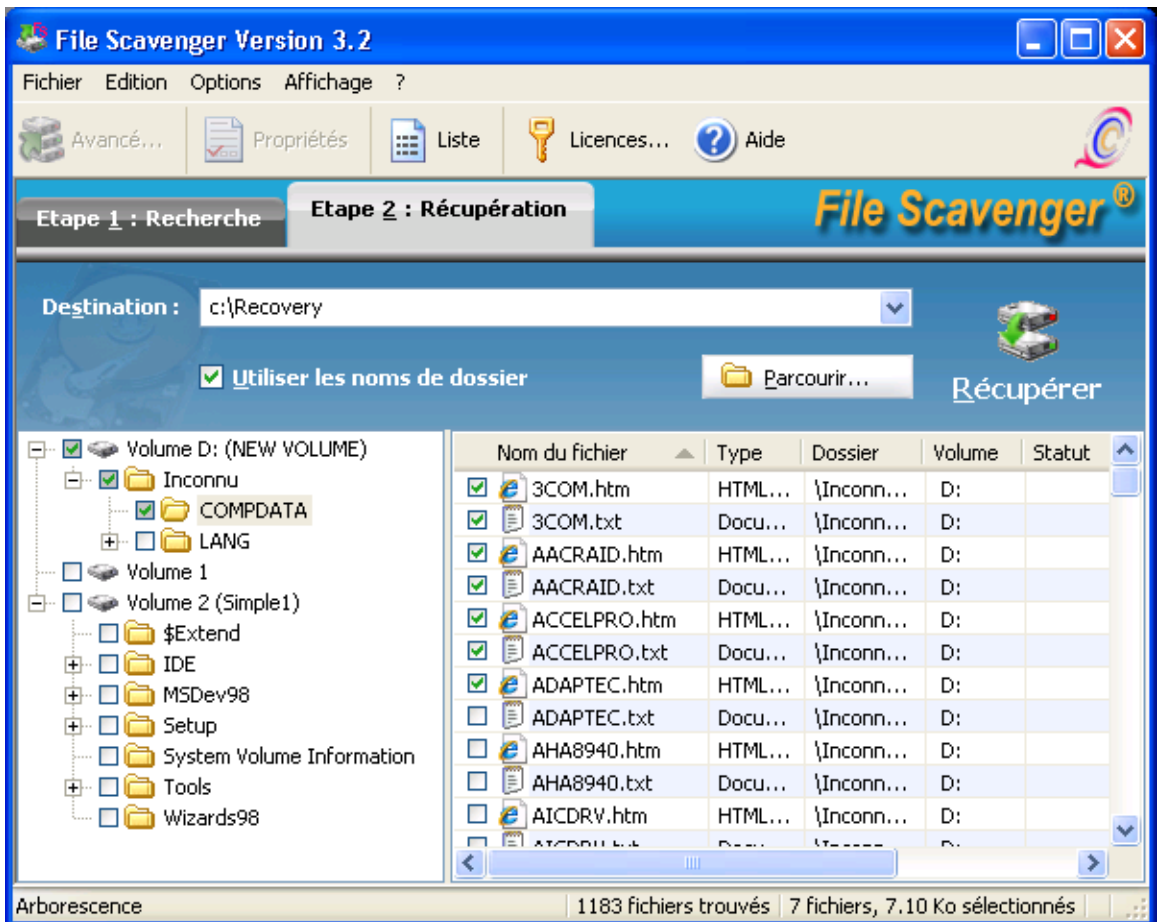 File Scavenger Version 3.2
Fichier Edition Options Affichage ?
Avancé... Propriétés Liste Licences... Aide
Etape 1 : Recherche Etape 2 : Récupération File Scavenger ®
Destination : c:\Recovery
Utiliser les noms de dossier Parcourir... Récupérer
Volume D: (NEW VOLUME)
Inconnu
COMPDATA
LANG
Volume 1
Volume 2 (Simple1)
$Extend
IDE
MSDev98
Setup
System Volume Information
Tools
Wizards98
Nom du fichier Type Dossier Volume Statut
3COM.htm HTML... \Inconn... D:
3COM.txt Docu... \Inconn... D:
AACRAID.htm HTML... \Inconn... D:
AACRAID.txt Docu... \Inconn... D:
ACCELPRO.htm HTML... \Inconn... D:
ACCELPRO.txt Docu... \Inconn... D:
ADAPTEC.htm HTML... \Inconn... D:
ADAPTEC.txt Docu... \Inconn... D:
AHA8940.htm HTML... \Inconn... D:
AHA8940.txt Docu... \Inconn... D:
AICDRV.htm HTML... \Inconn... D:
Arborescence 1183 fichiers trouvés 7 fichiers, 7.10 Ko sélectionnés